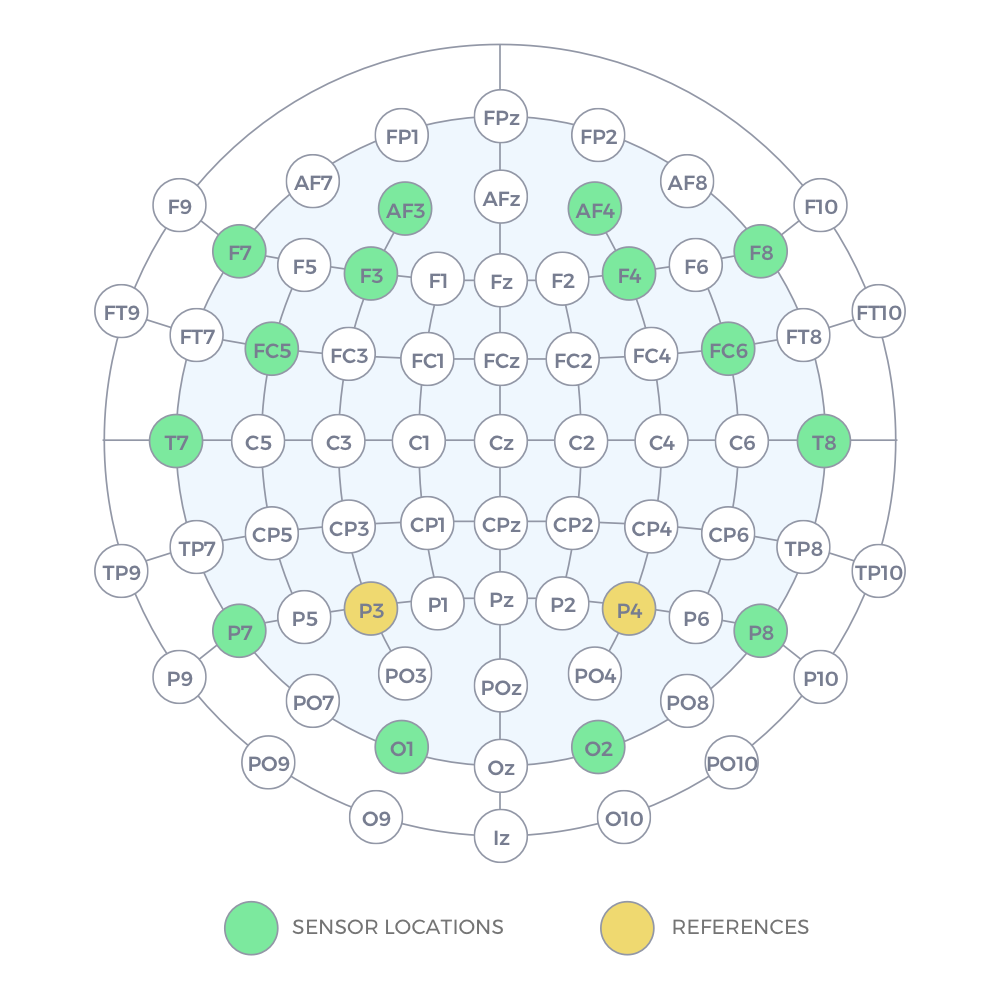 FPz
FP1 FP2
AF7 AF8
AFz
F9 AF3 AF4 F10
F7 F5 F3 F1 Fz F2 F4 F6 F8
FT9 FT10
FT7 FC5 FC3 FC1 FCz FC2 FC4 FC6 FT8
T7 C5 C3 C1 Cz C2 C4 C6 T8
TP7 CP5 CP3 CP1 CPz CP2 CP4 CP6 TP8
TP9 TP10
P7 P5 P3 P1 Pz P2 P4 P6 P8
P9 PO3 PO4 P10
PO7 POz PO8
O1 O2
PO9 Oz PO10
O9 O10
Iz
SENSOR LOCATIONS REFERENCES